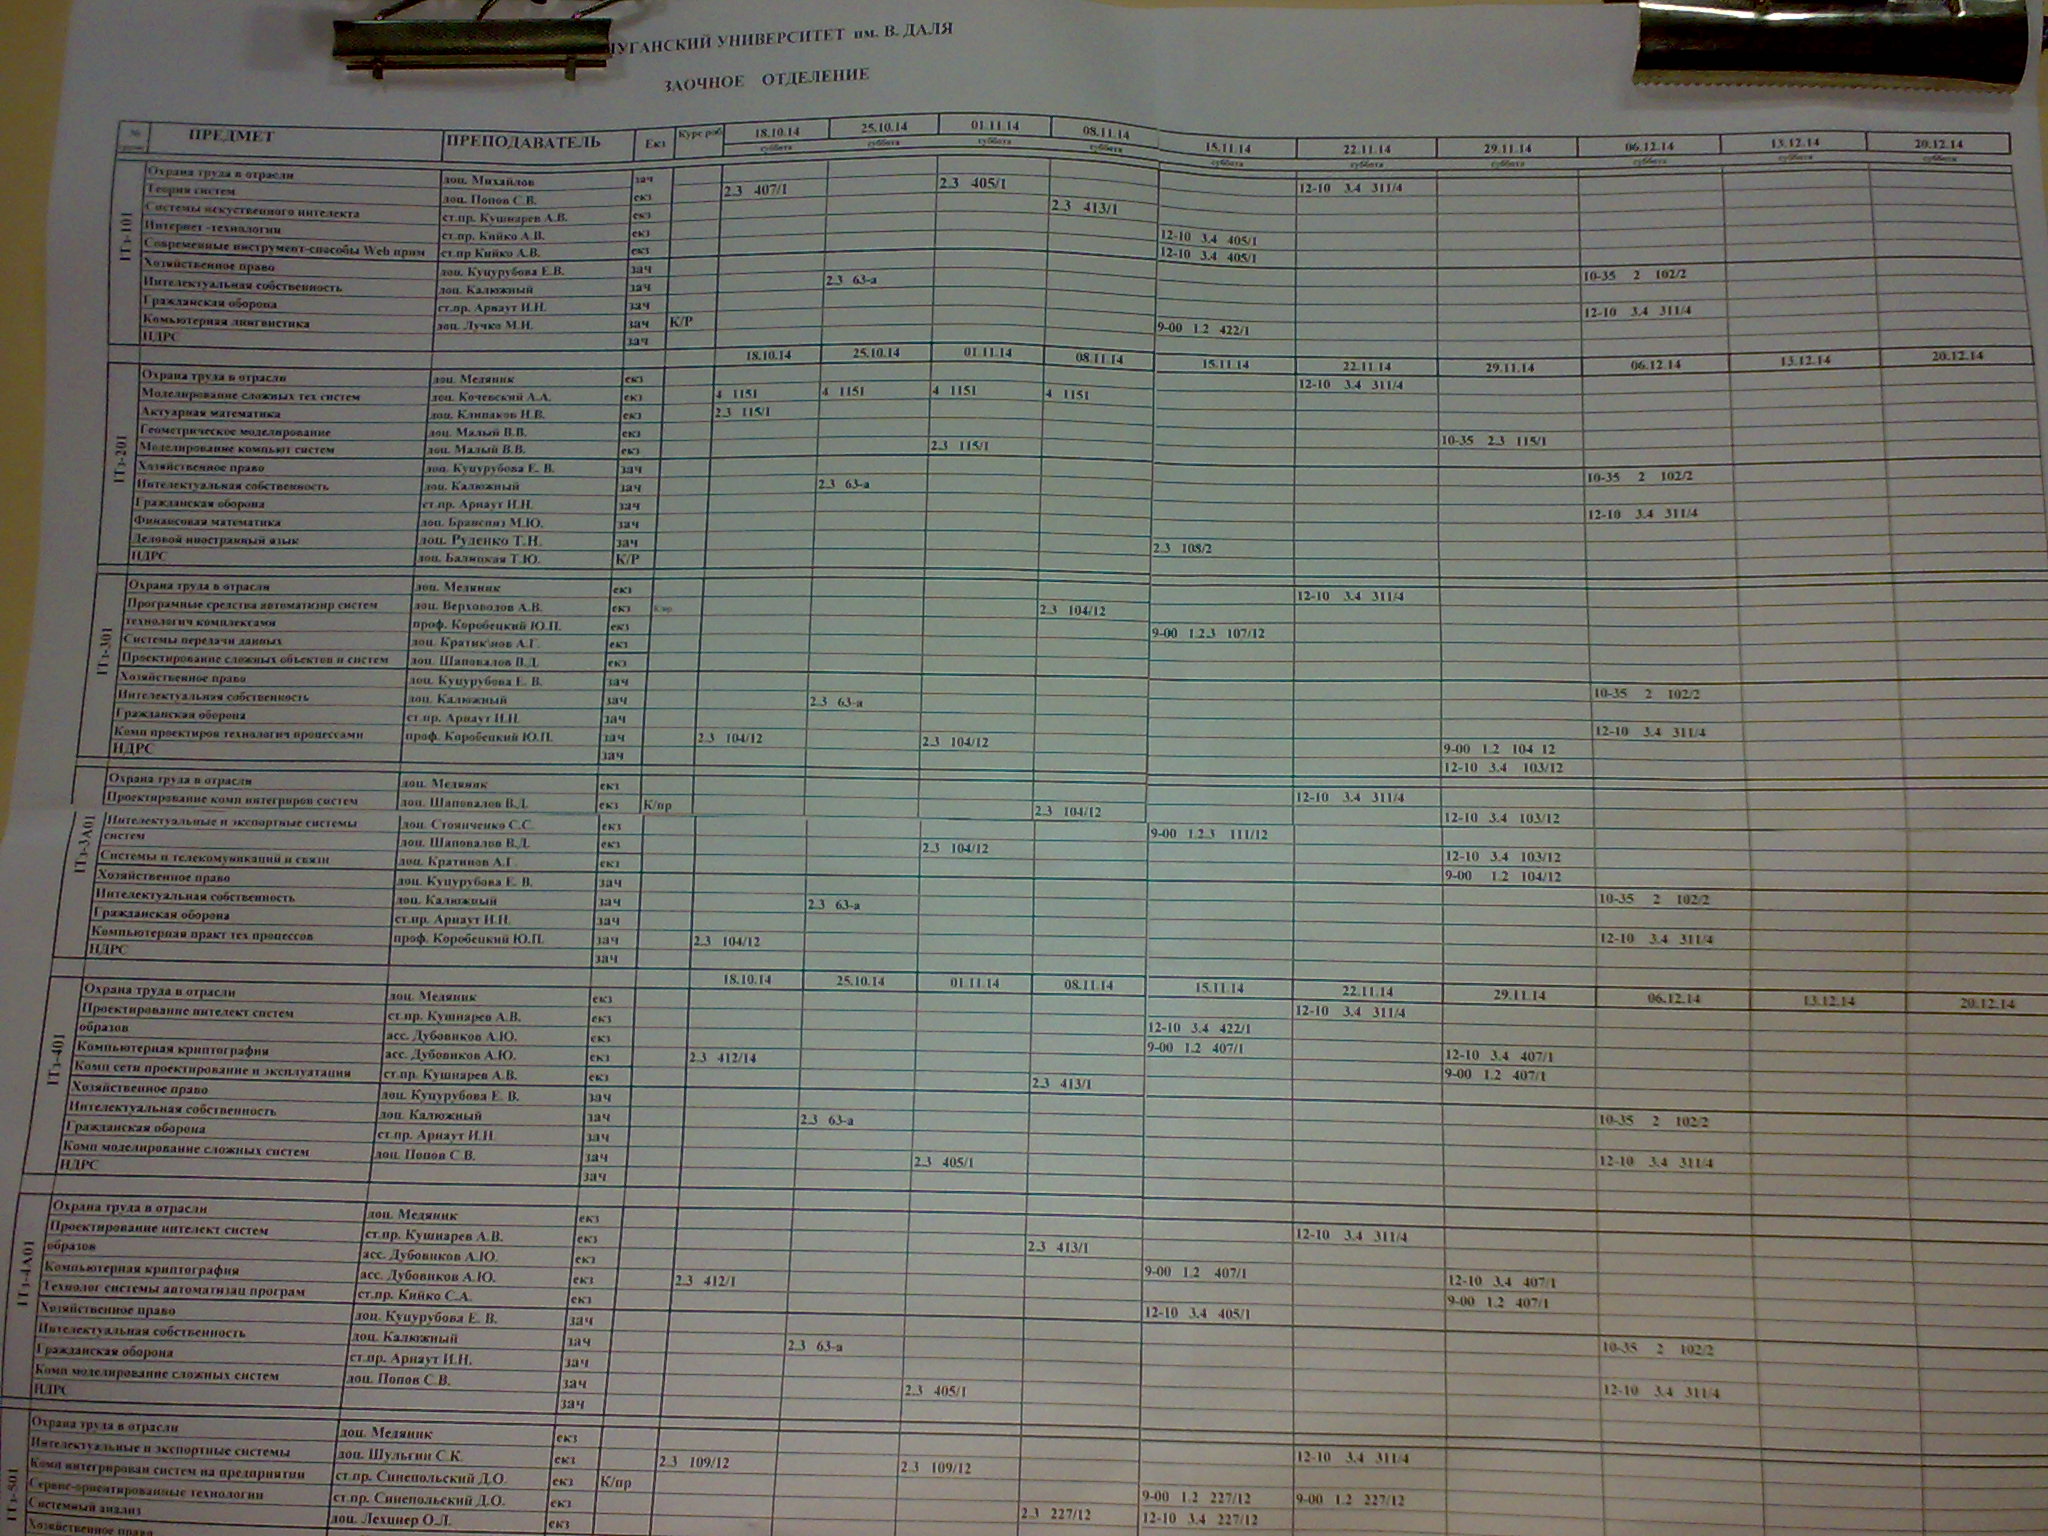 ЛУГАНСКИЙ УНИВЕРСИТЕТ им. В. ДАЛЯ
ЗАОЧНОЕ ОТДЕЛЕНИЕ
№ ПРЕДМЕТ ПРЕПОДАВАТЕЛЬ Екз Курс раб 18.10.14 25.10.14 01.11.14 08.11.14 15.11.14 22.11.14 29.11.14 06.12.14 13.12.14 20.12.14
суббота суббота суббота суббота суббота суббота суббота суббота суббота суббота
ІТз-101
Охрана труда в отрасли доц. Михайлов зач 12-10 3.4 311/4
Теория систем доц. Попов С.В. екз 2.3 407/1 2.3 405/1
Системы искуственного интелекта ст.пр. Кушнарев А.В. екз 2.3 413/1
Интернет -технологии ст.пр. Кийко А.В. екз 12-10 3.4 405/1
Современные инструмент-способы Web прим ст.пр Кийко А.В. екз 12-10 3.4 405/1
Хозяйственное право доц. Куцурубова Е.В. зач 10-35 2 102/2
Интелектуальная собственность доц. Калюжный зач 2.3 63-а
Гражданская оборона ст.пр. Арнаут И.Н. зач 12-10 3.4 311/4
Комьютерная лингвистика доц. Лучко М.И. зач К/Р 9-00 1.2 422/1
НДРС зач
18.10.14 25.10.14 01.11.14 08.11.14 15.11.14 22.11.14 29.11.14 06.12.14 13.12.14 20.12.14
ІТз-201
Охрана труда в отрасли доц. Медяник екз 12-10 3.4 311/4
Моделирование сложных тех систем доц. Кочевский А.А. екз 4 1151 4 1151 4 1151 4 1151
Актуарная математика доц. Клипаков Н.В. екз 2.3 115/1
Геометрическое моделирование доц. Малый В.В. екз 10-35 2.3 115/1
Моделирование компьют систем доц. Малый В.В. екз 2.3 115/1
Хозяйственное право доц. Куцурубова Е. В. зач 10-35 2 102/2
Интелектуальная собственность доц. Калюжный зач 2.3 63-а
Гражданская оборона ст.пр. Арнаут И.Н. зач 12-10 3.4 311/4
Финансовая математика доц. Бранспиз М.Ю. зач
Деловой иностранный язык доц. Руденко Т.Н. зач 2.3 108/2
НДРС доц. Балицкая Т.Ю. К/Р
ІТз-301
Охрана труда в отрасли доц. Медяник екз 12-10 3.4 311/4
Програмные средства автоматизир систем доц. Верховодов А.В. екз К/пр 2.3 104/12
технологич комплексами проф. Коробецкий Ю.П. екз 9-00 1.2.3 107/12
Системы передачи данных доц. Кратинов А.Г. екз
Проектирование сложных обьектов и систем доц. Шаповалов В.Д. екз
Хозяйственное право доц. Куцурубова Е. В. зач 10-35 2 102/2
Интелектуальная собственность доц. Калюжный зач 2.3 63-а
Гражданская оборона ст.пр. Арнаут И.Н. зач 12-10 3.4 311/4
Комп проектиров технологич процессами проф. Коробецкий Ю.П. зач 2.3 104/12 2.3 104/12 9-00 1.2 104 12
НДРС зач 12-10 3.4 103/12
ІТз-3А01
Охрана труда в отрасли доц. Медяник екз 12-10 3.4 311/4
Проектирование комп интегриров систем доц. Шаповалов В.Д. екз К/пр 2.3 104/12 12-10 3.4 103/12
Интелектуальные и экспортные системы доц. Стоянченко С.С. екз 9-00 1.2.3 111/12
систем доц. Шаповалов В.Д. екз 2.3 104/12 12-10 3.4 103/12
Системы и телекомуникаций и связи доц. Кратинов А.Г. екз 9-00 1.2 104/12
Хозяйственное право доц. Куцурубова Е. В. зач 10-35 2 102/2
Интелектуальная собственность доц. Калюжный зач 2.3 63-а
Гражданская оборона ст.пр. Арнаут И.Н. зач 12-10 3.4 311/4
Компьютерная практ тех процессов проф. Коробецкий Ю.П. зач 2.3 104/12
НДРС зач
18.10.14 25.10.14 01.11.14 08.11.14 15.11.14 22.11.14 29.11.14 06.12.14 13.12.14 20.12.14
ІТз-401
Охрана труда в отрасли доц. Медяник екз 12-10 3.4 311/4
Проектирование интелект систем ст.пр. Кушнарев А.В. екз 12-10 3.4 422/1
образов асс. Дубовиков А.Ю. 9-00 1.2 407/1 12-10 3.4 407/1
Компьютерная криптография асс. Дубовиков А.Ю. екз 2.3 412/14 9-00 1.2 407/1
Комп сети проектирование и эксплуатация ст.пр. Кушнарев А.В. екз 2.3 413/1
Хозяйственное право доц. Куцурубова Е. В. зач 10-35 2 102/2
Интелектуальная собственность доц. Калюжный зач 2.3 63-а
Гражданская оборона ст.пр. Арнаут И.Н. зач 12-10 3.4 311/4
Комп моделирование сложных систем доц. Попов С.В. зач 2.3 405/1
НДРС зач
ІТз-4А01
Охрана труда в отрасли доц. Медяник екз 12-10 3.4 311/4
Проектирование интелект систем ст.пр. Кушнарев А.В. екз 2.3 413/1
образов асс. Дубовиков А.Ю. екз 9-00 1.2 407/1 12-10 3.4 407/1
Компьютерная криптография асс. Дубовиков А.Ю. екз 2.3 412/1 9-00 1.2 407/1
Технолог системы автоматизац програм ст.пр. Кийко С.А. екз 12-10 3.4 405/1
Хозяйственное право доц. Куцурубова Е. В. зач 10-35 2 102/2
Интелектуальная собственность доц. Калюжный зач 2.3 63-а
Гражданская оборона ст.пр. Арнаут И.Н. зач 12-10 3.4 311/4
Комп моделирование сложных систем доц. Попов С.В. зач 2.3 405/1
НДРС зач
ІТз-501
Охрана труда в отрасли доц. Медяник екз 12-10 3.4 311/4
Интелектуальные и экспортные системы доц. Шульгин С.К. екз 2.3 109/12 2.3 109/12
Комп интегрирован систем на предприятии ст.пр. Синепольский Д.О. екз К/пр 9-00 1.2 227/12 9-00 1.2 227/12
Сервис-ориентированные технологии ст.пр. Синепольский Д.О. екз 2.3 227/12 12-10 3.4 227/12
Системный анализ доц. Лехцнер О.Л. екз
Хозяйственное право